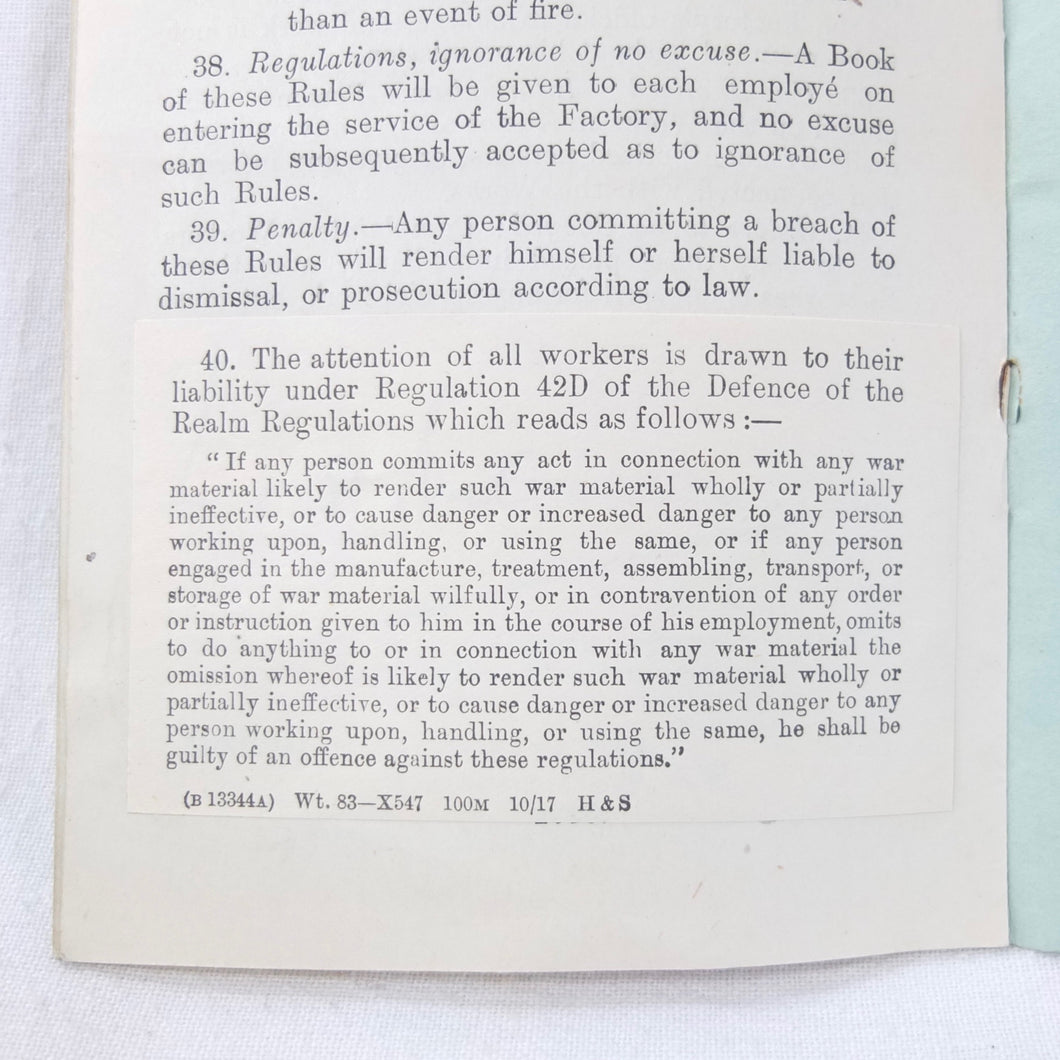 than an event of fire.
38. Regulations, ignorance of no excuse.—A Book
of these Rules will be given to each employé on
entering the service of the Factory, and no excuse
can be subsequently accepted as to ignorance of
such Rules.
39. Penalty.—Any person committing a breach of
these Rules will render himself or herself liable to
dismissal, or prosecution according to law.
40. The attention of all workers is drawn to their
liability under Regulation 42D of the Defence of the
Realm Regulations which reads as follows :—
“ If any person commits any act in connection with any war
material likely to render such war material wholly or partially
ineffective, or to cause danger or increased danger to any person
working upon, handling, or using the same, or if any person
engaged in the manufacture, treatment, assembling, transport, or
storage of war material wilfully, or in contravention of any order
or instruction given to him in the course of his employment, omits
to do anything to or in connection with any war material the
omission whereof is likely to render such war material wholly or
partially ineffective, or to cause danger or increased danger to any
person working upon, handling, or using the same, he shall be
guilty of an offence against these regulations.”
(B 13344A) Wt. 83—X547 100M 10/17 H & S